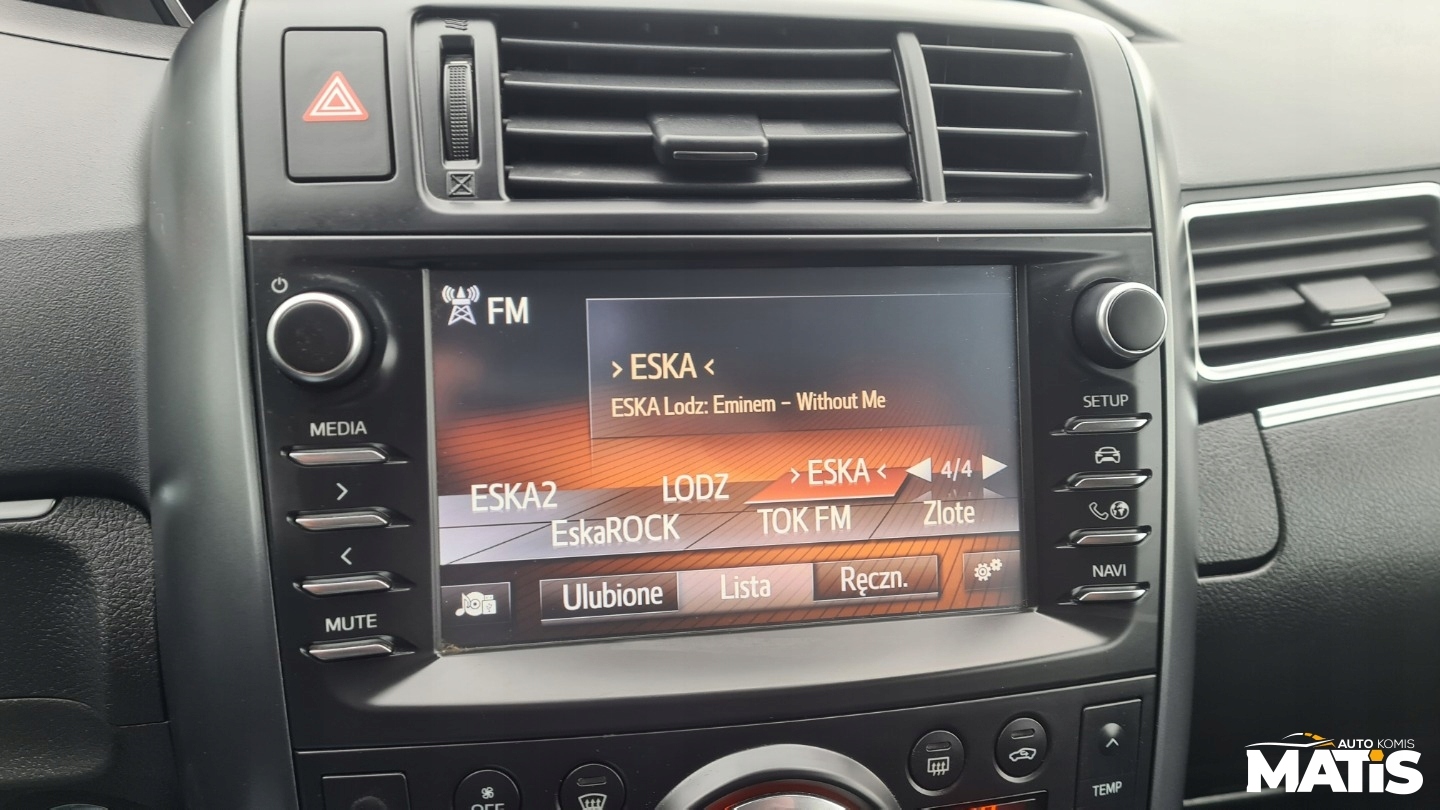 FM
› ESKA ‹
ESKA Lodz: Eminem - Without Me
ESKA2 LODZ › ESKA ‹ 4/4
EskaROCK TOK FM Zlote
Ulubione Lista Ręczn.
MEDIA
MUTE
SETUP
NAVI
OFF
TEMP
AUTO KOMIS
MATIS